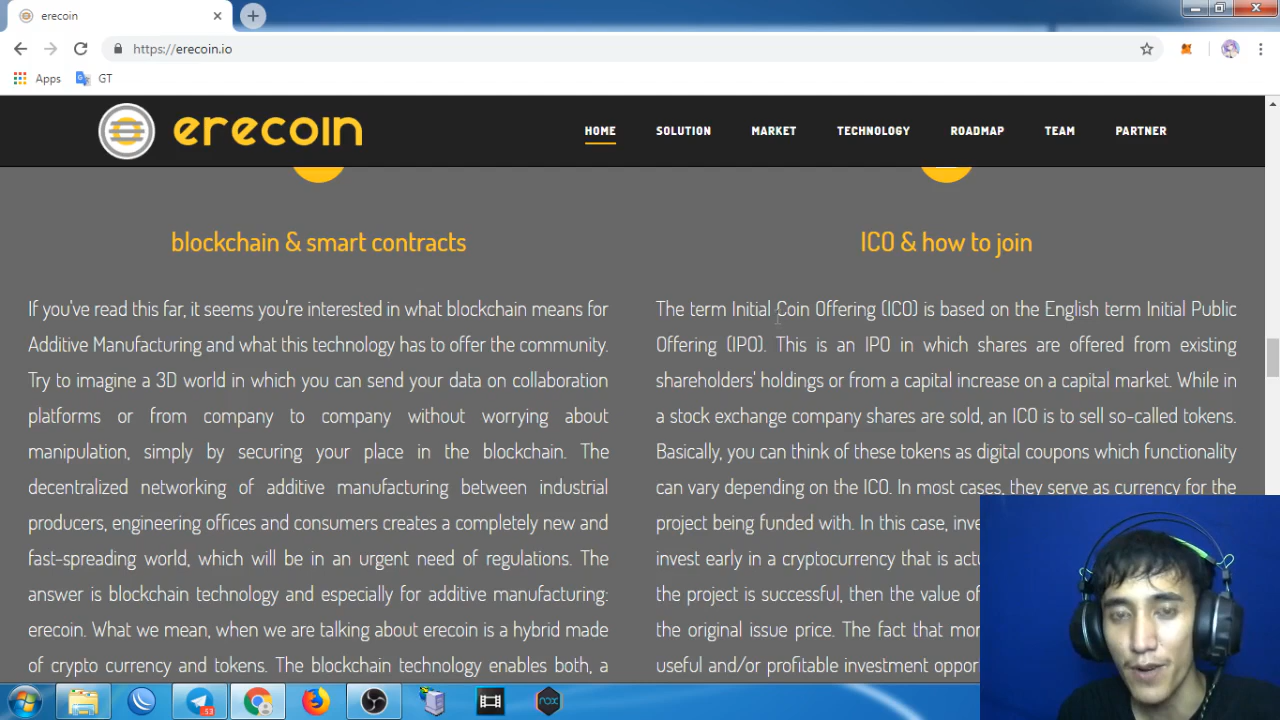 erecoin
https://erecoin.io
Apps
GT
erecoin
HOME
SOLUTION
MARKET
TECHNOLOGY
ROADMAP
TEAM
PARTNER
blockchain & smart contracts
If you've read this far, it seems you're interested in what blockchain means for
Additive Manufacturing and what this technology has to offer the community.
Try to imagine a 3D world in which you can send your data on collaboration
platforms or from company to company without worrying about
manipulation, simply by securing your place in the blockchain. The
decentralized networking of additive manufacturing between industrial
producers, engineering offices and consumers creates a completely new and
fast-spreading world, which will be in an urgent need of regulations. The
answer is blockchain technology and especially for additive manufacturing:
erecoin. What we mean, when we are talking about erecoin is a hybrid made
of crypto currency and tokens. The blockchain technology enables both, a
ICO & how to join
The term Initial Coin Offering (ICO) is based on the English term Initial Public
Offering (IPO). This is an IPO in which shares are offered from existing
shareholders' holdings or from a capital increase on a capital market. While in
a stock exchange company shares are sold, an ICO is to sell so-called tokens.
Basically, you can think of these tokens as digital coupons which functionality
can vary depending on the ICO. In most cases, they serve as currency for the
project being funded with. In this case,
invest early in a cryptocurrency that is
the project is successful, then the value of
the original issue price. The fact that
useful and/or profitable investment
53
nox